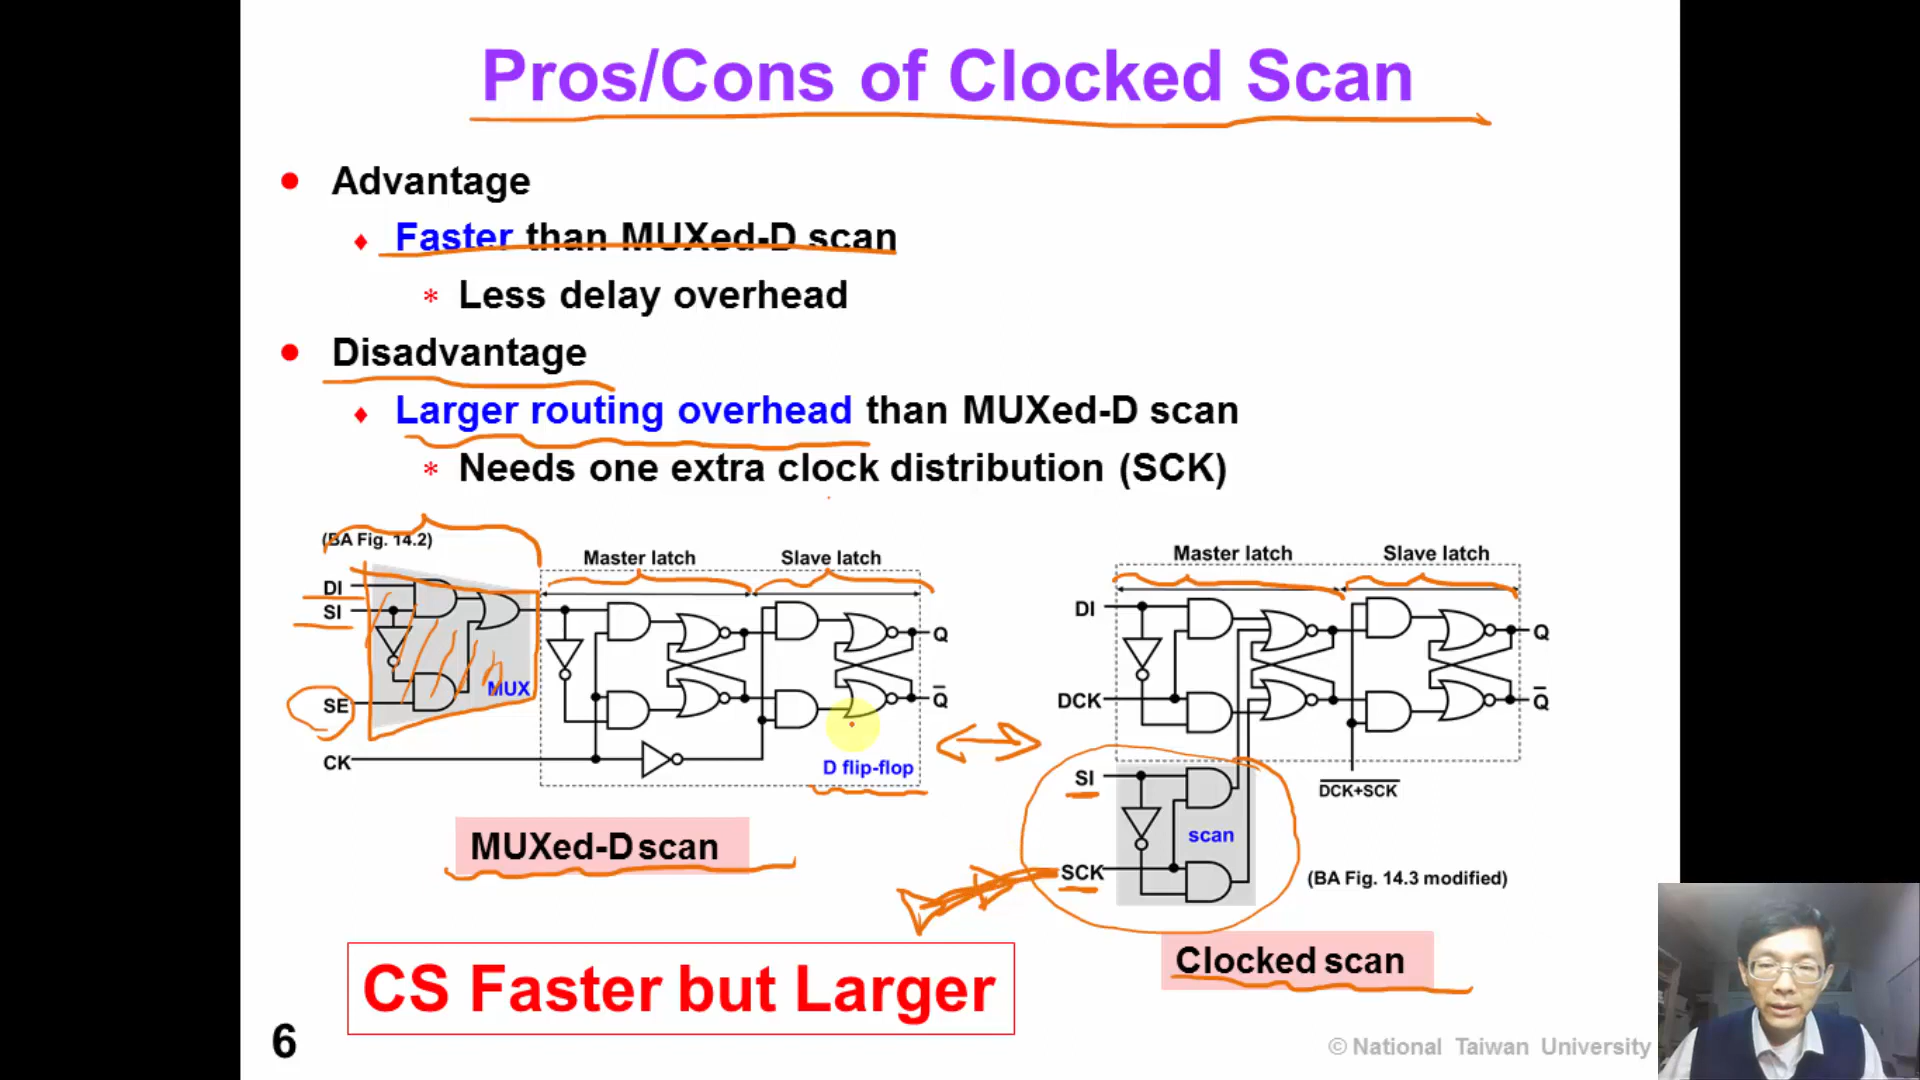 Pros/Cons of Clocked Scan
Advantage
Faster than MUXed-D scan
Less delay overhead
Disadvantage
Larger routing overhead than MUXed-D scan
Needs one extra clock distribution (SCK)
(BA Fig. 14.2)
Master latch
Slave latch
DI
SI
SE
CK
MUX
Q
Q̅
D flip-flop
MUXed-D scan
Master latch
Slave latch
DI
DCK
Q
Q̅
SI
SCK
scan
DCK+SCK
(BA Fig. 14.3 modified)
Clocked scan
CS Faster but Larger
6
© National Taiwan University